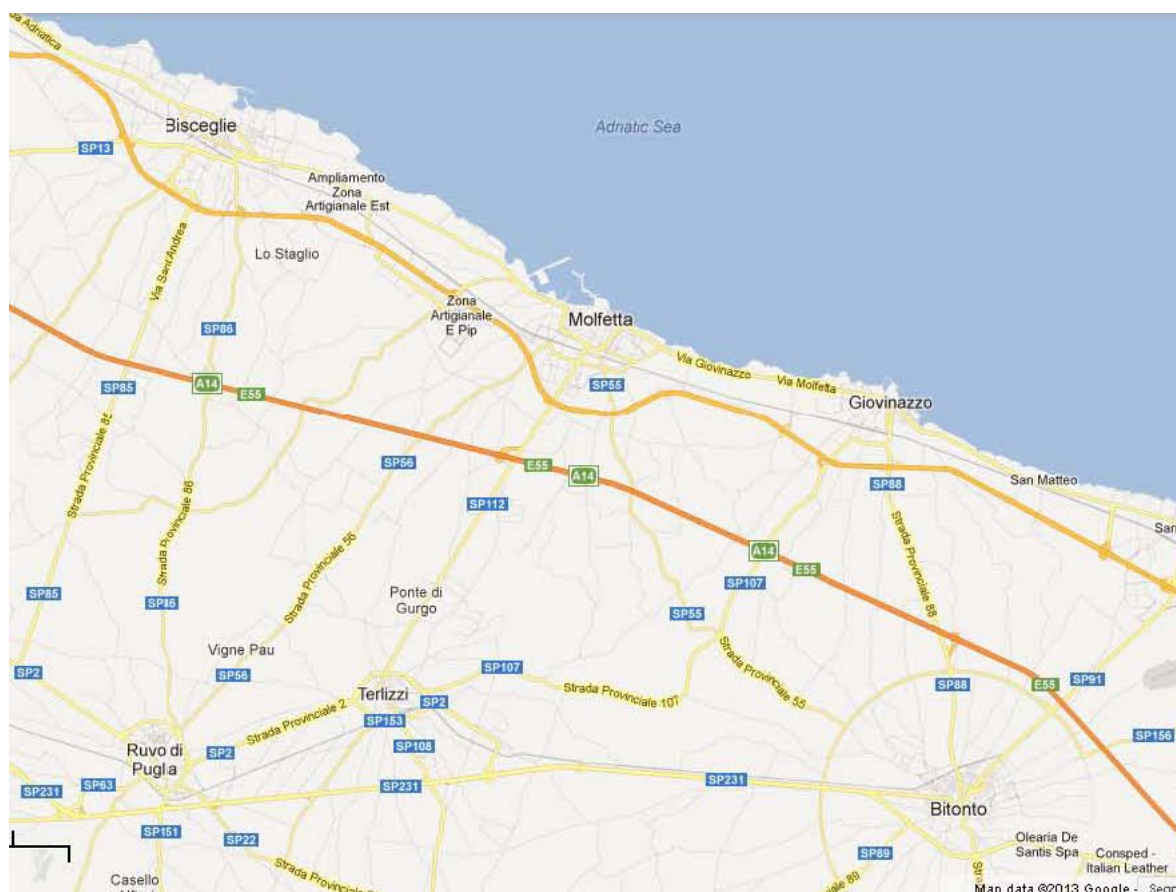 Adriatica
Bisceglie
Adriatic Sea
SP13
Ampliamento
Zona
Artigianale Est
Via Sant'Andrea
Lo Staglio
Zona
Artigianale
E Pip
Molfetta
SP86
Via Giovinazzo
Via Molfetta
SP85
A14
E55
SP55
Giovinazzo
Strada Provinciale 85
SP56
E55
A14
SP112
SP88
San Matteo
Strada Provinciale 86
Strada Provinciale 56
A14
E55
SP107
Strada Provinciale 88
SP85
SP86
Ponte di
Gurgo
SP55
Vigne Pau
SP2
SP56
SP107
Strada Provinciale 107
Strada Provinciale 55
SP88
E55
SP91
Terlizzi
SP2
Strada Provinciale 2
SP153
SP108
SP156
Ruvo di
Puglia
SP2
SP231
SP63
SP231
SP231
Bitonto
SP151
SP22
SP89
Olearia De
Santis Spa
Consped -
Italian Leather
Casello
Map data ©2013 Google -